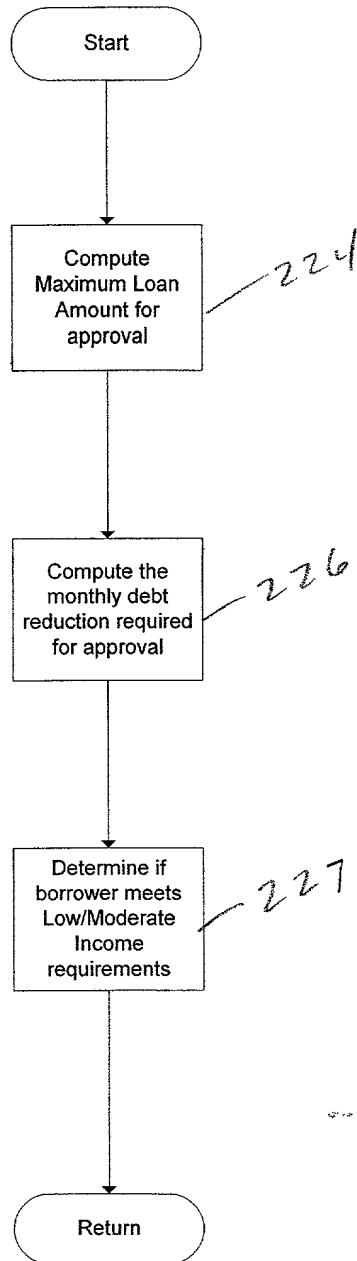 Start
Compute
Maximum Loan
Amount for
approval
224
Compute the
monthly debt
reduction required
for approval
226
Determine if
borrower meets
Low/Moderate
Income
requirements
227
Return